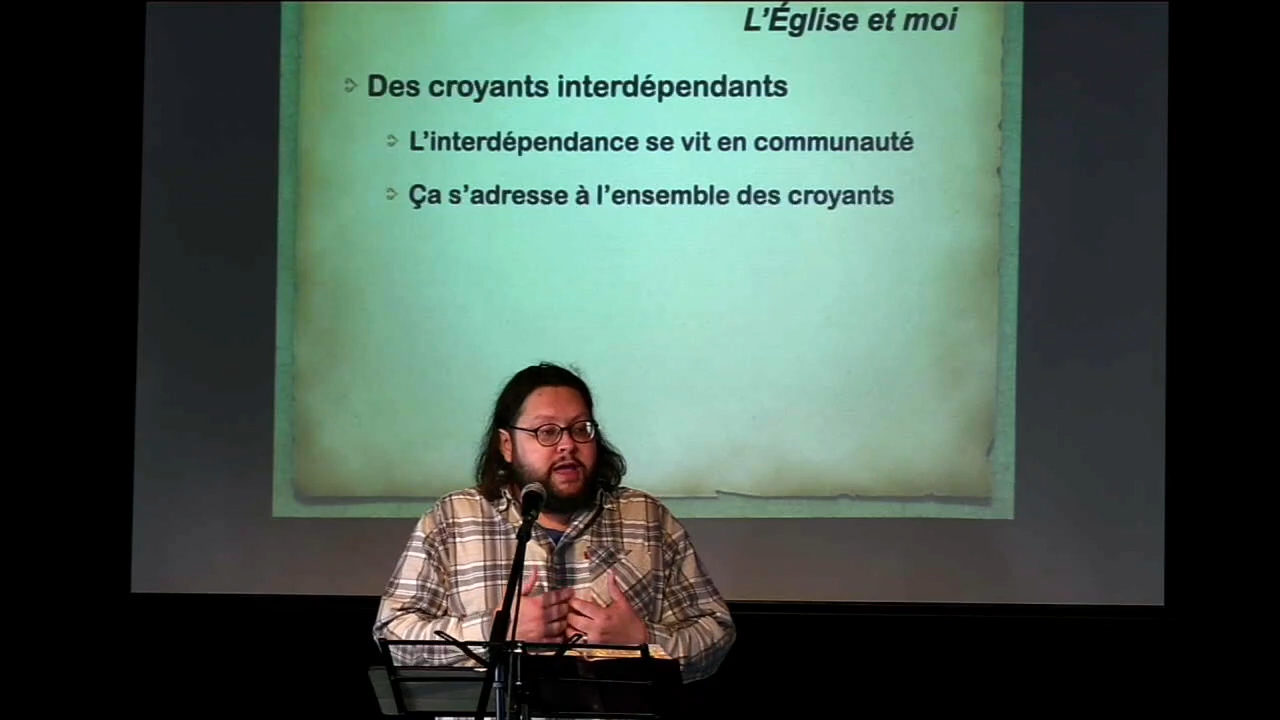 L’Église et moi
Des croyants interdépendants
L’interdépendance se vit en communauté
Ça s’adresse à l’ensemble des croyants